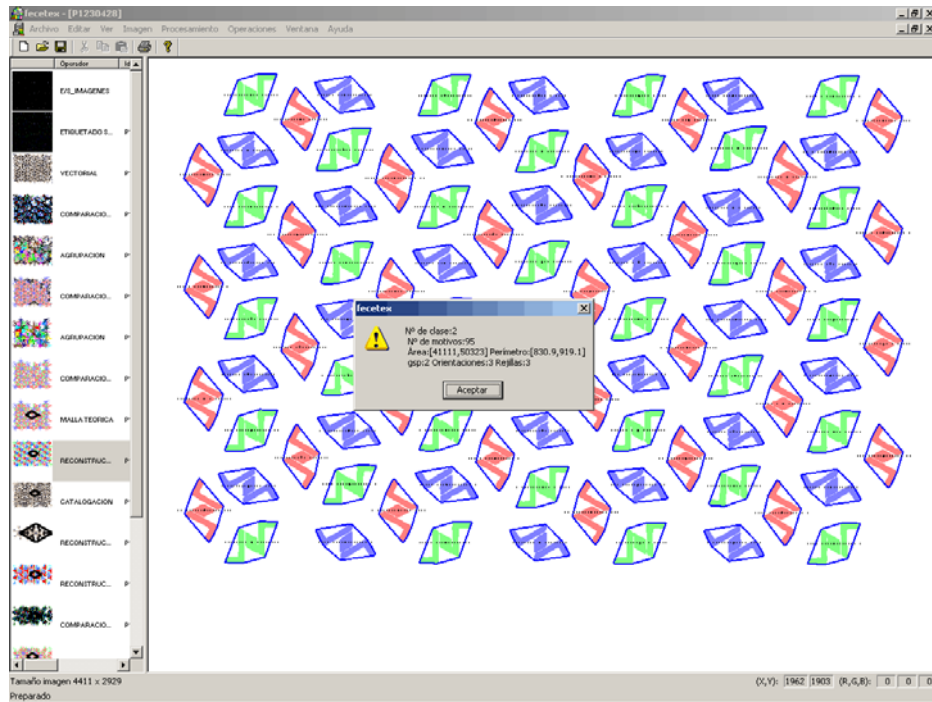 fecetex - [P1230428]
Archivo Editar Ver Imagen Procesamiento Operaciones Ventana Ayuda
Operador Id
E/S_IMAGENES
ETIQUETADO S... P
VECTORIAL P
COMPARACIO... P
AGRUPACION P
COMPARACIO... P
AGRUPACION P
COMPARACIO... P
MALLA TEORICA P
RECONSTRUC... P
CATALOGACION P
RECONSTRUC... P
RECONSTRUC... P
COMPARACIO... P
fecetex
Nº de clase:2
Nº de motivos:95
Área:[41111,50323] Perímetro:[830.9,919.1]
gsp:2 Orientaciones:3 Rejillas:3
Aceptar
Tamaño imagen 4411 x 2929 (X,Y): 1962 1903 (R,G,B): 0 0 0
Preparado